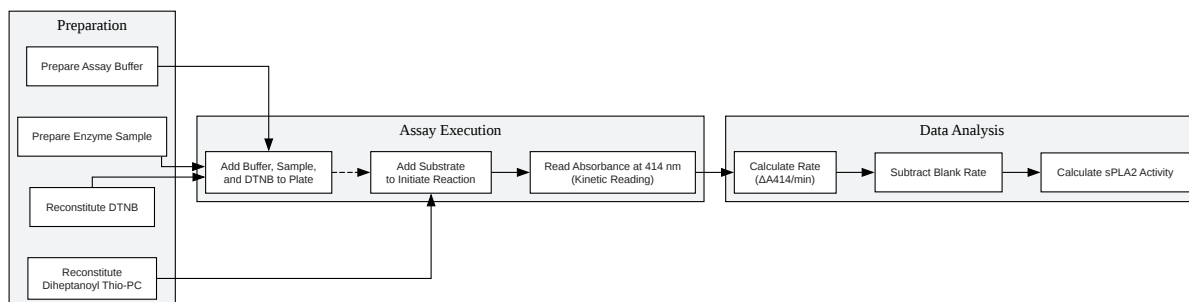 Preparation
Prepare Assay Buffer
Prepare Enzyme Sample
Reconstitute DTNB
Reconstitute
Diheptanoyl Thio-PC
Assay Execution
Add Buffer, Sample,
and DTNB to Plate
Add Substrate
to Initiate Reaction
Read Absorbance at 414 nm
(Kinetic Reading)
Data Analysis
Calculate Rate
(ΔA414/min)
Subtract Blank Rate
Calculate sPLA2 Activity